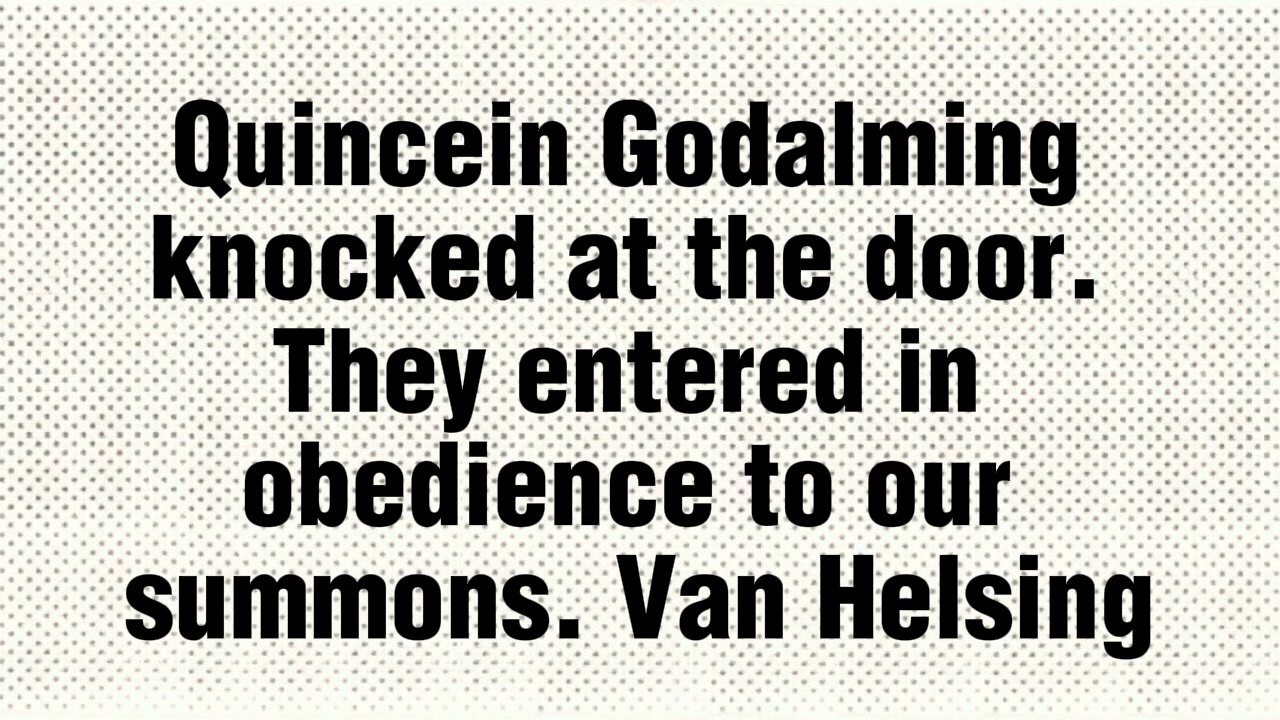 Quincein Godalming
knocked at the door.
They entered in
obedience to our
summons. Van Helsing